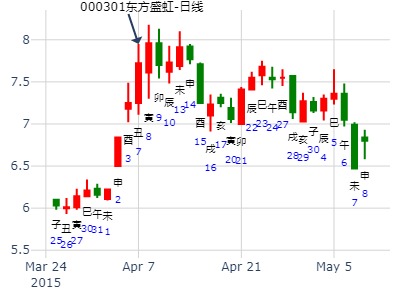 000301东方盛虹-日线
8
7.5
7
6.5
6
5.5
子
25
丑
26
寅
27
巳
30
午
31
未
1
申
2
酉
3
丑
7
寅
8
卯
9
辰
10
未
13
申
14
酉
15
戌
16
亥
17
寅
20
卯
21
辰
22
巳
23
午
24
酉
27
戌
28
亥
29
子
30
辰
4
巳
5
午
6
未
7
申
8
Mar 24
2015
Apr 7
Apr 21
May 5